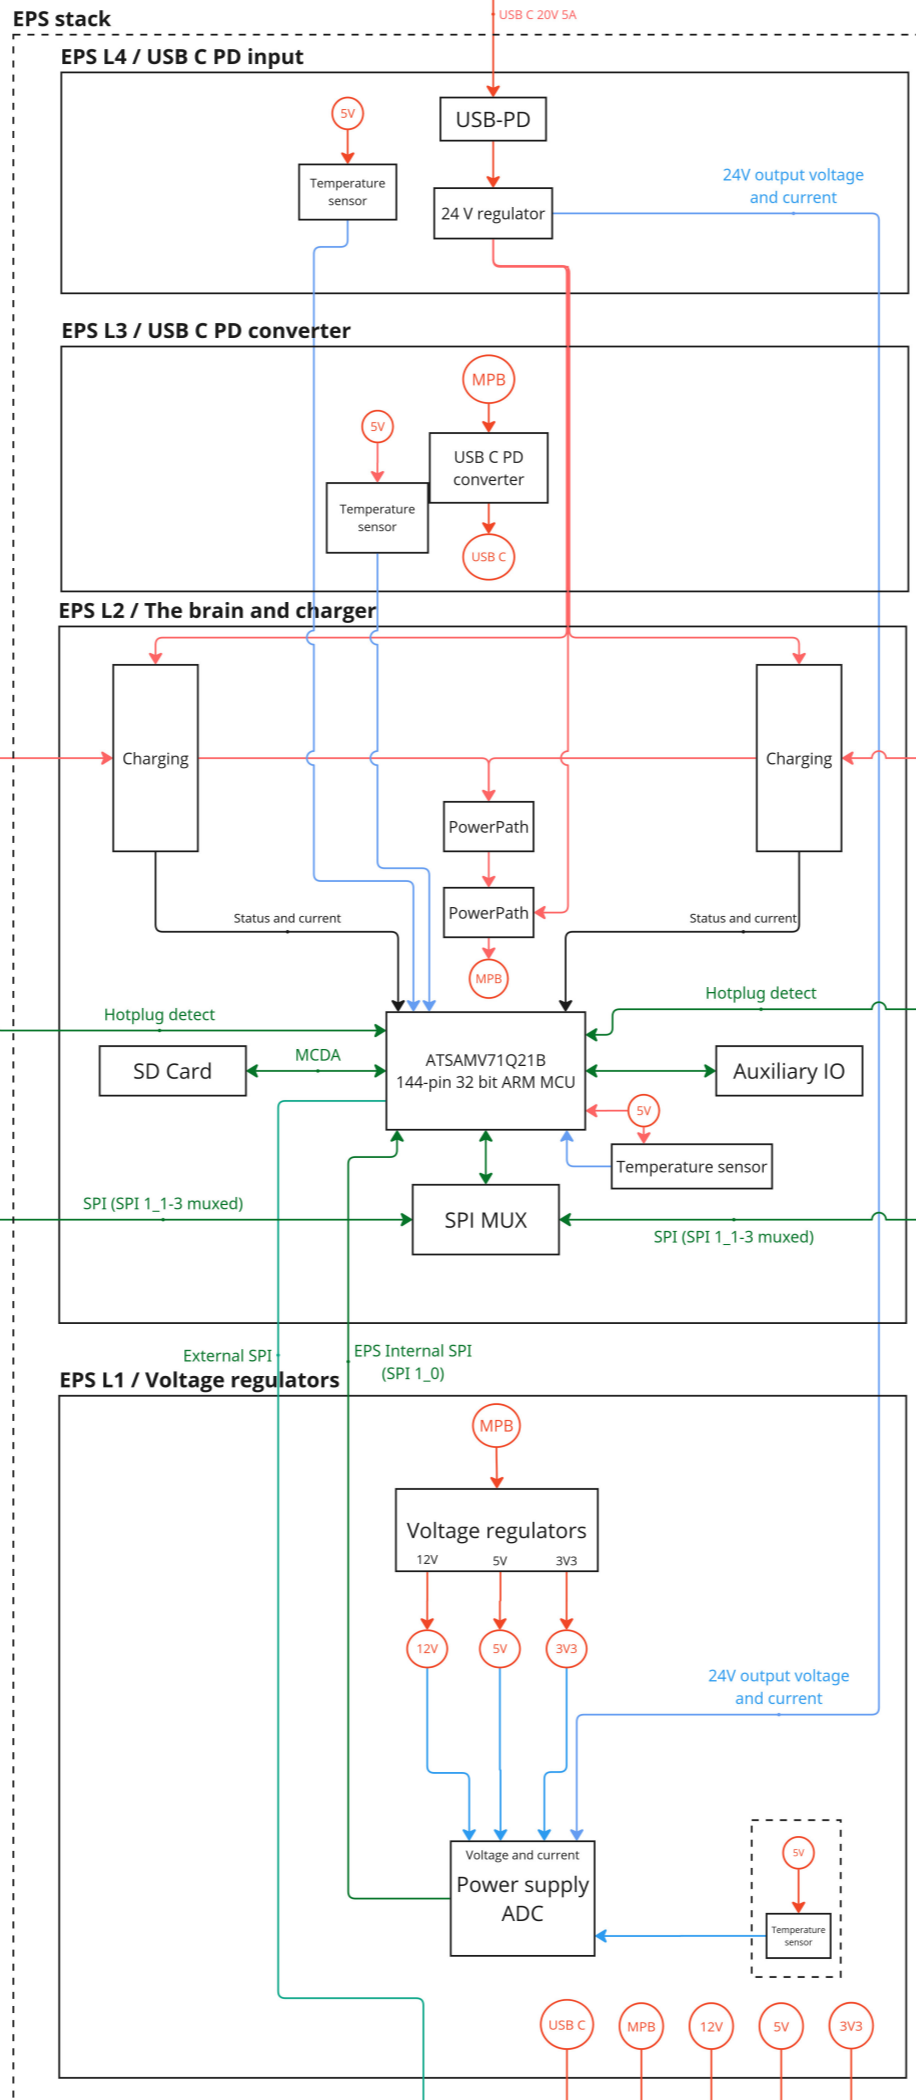 EPS stack
USB C 20V 5A
EPS L4 / USB C PD input
5V
USB-PD
Temperature
sensor
24 V regulator
24V output voltage
and current
EPS L3 / USB C PD converter
MPB
5V
USB C PD
converter
Temperature
sensor
USB C
EPS L2 / The brain and charger
Charging
Charging
PowerPath
PowerPath
Status and current
Status and current
MPB
Hotplug detect
Hotplug detect
SD Card
MCDA
ATSAMV71Q21B
144-pin 32 bit ARM MCU
Auxiliary IO
5V
Temperature sensor
SPI (SPI 1_1-3 muxed)
SPI MUX
SPI (SPI 1_1-3 muxed)
External SPI
EPS Internal SPI
(SPI 1_0)
EPS L1 / Voltage regulators
MPB
Voltage regulators
12V 5V 3V3
12V 5V 3V3
24V output voltage
and current
Voltage and current
Power supply
ADC
5V
Temperature
sensor
USB C MPB 12V 5V 3V3